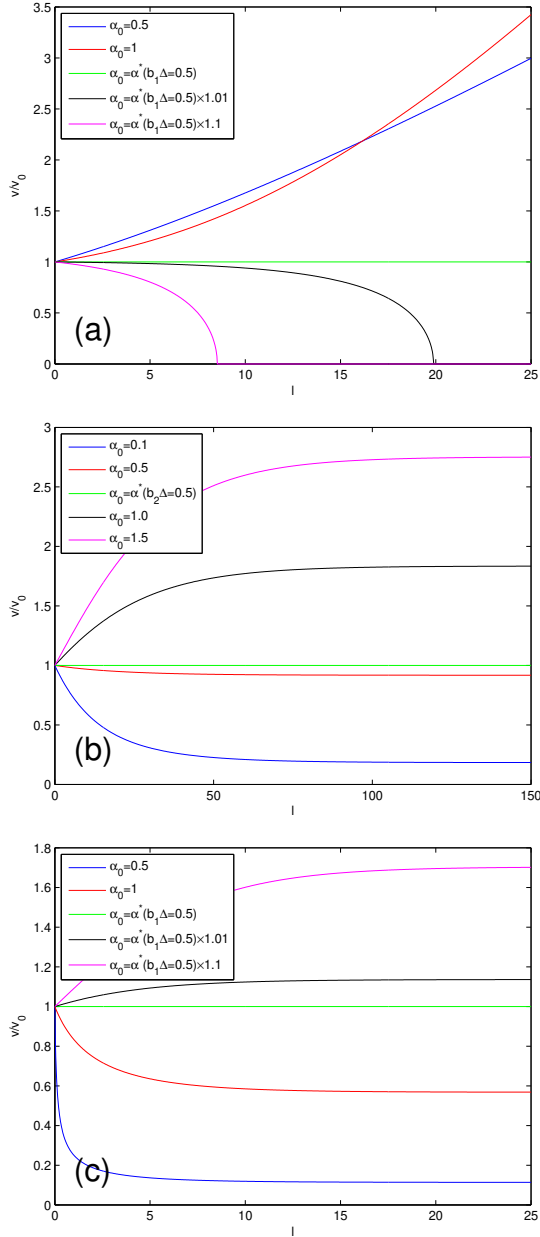 3.5
3
2.5
2
1.5
1
0.5
0
v/v₀
α₀=0.5
α₀=1
α₀=α*(b₁Δ=0.5)
α₀=α*(b₁Δ=0.5)×1.01
α₀=α*(b₁Δ=0.5)×1.1
(a)
0 5 10 15 20 25
l
3
2.5
2
1.5
1
0.5
0
v/v₀
α₀=0.1
α₀=0.5
α₀=α*(b₂Δ=0.5)
α₀=1.0
α₀=1.5
(b)
0 50 100 150
l
1.8
1.6
1.4
1.2
1
0.8
0.6
0.4
0.2
0
v/v₀
α₀=0.5
α₀=1
α₀=α*(b₁Δ=0.5)
α₀=α*(b₁Δ=0.5)×1.01
α₀=α*(b₁Δ=0.5)×1.1
(c)
0 5 10 15 20 25
l